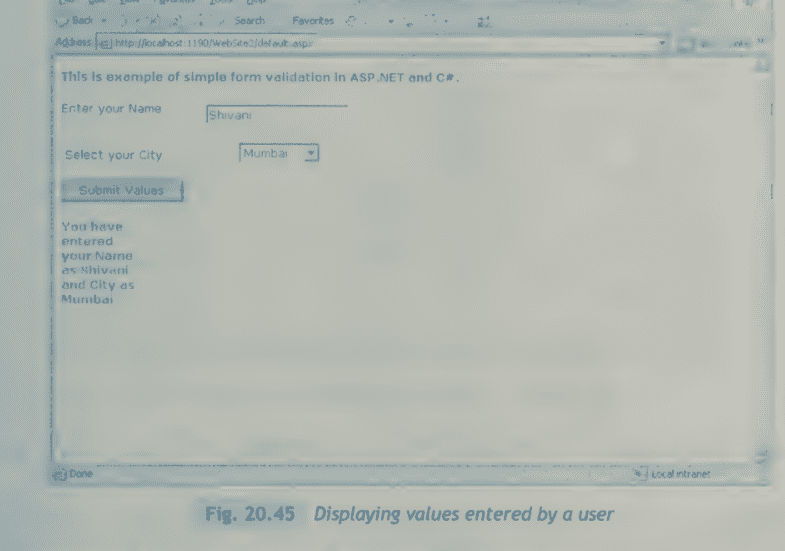 Back Search Favorites
Address http://localhost:1190/WebSite2/default.aspx
This is example of simple form validation in ASP.NET and C#.
Enter your Name Shivani
Select your City Mumbai
Submit Values
You have
entered
your Name
as Shivani
and City as
Mumbai
Done Local intranet
Fig. 20.45 Displaying values entered by a user